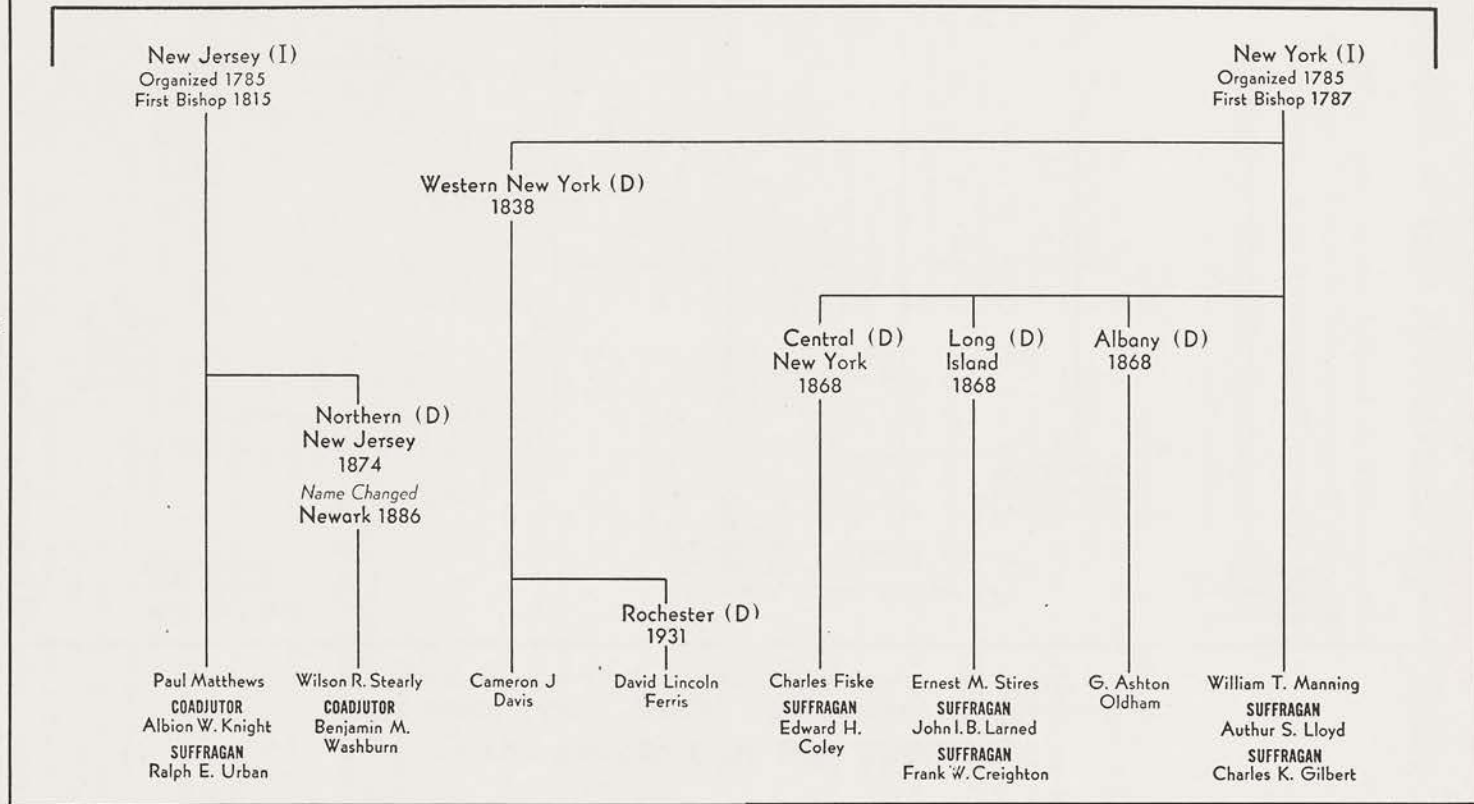 New Jersey (I)
Organized 1785
First Bishop 1815
New York (I)
Organized 1785
First Bishop 1787
Western New York (D)
1838
Central (D)
New York
1868
Long (D)
Island
1868
Albany (D)
1868
Northern (D)
New Jersey
1874
Name Changed
Newark 1886
Rochester (D)
1931
Paul Matthews
COADJUTOR
Albion W. Knight
SUFFRAGAN
Ralph E. Urban
Wilson R. Stearly
COADJUTOR
Benjamin M.
Washburn
Cameron J
Davis
David Lincoln
Ferris
Charles Fiske
SUFFRAGAN
Edward H.
Coley
Ernest M. Stires
SUFFRAGAN
John I. B. Larned
SUFFRAGAN
Frank W. Creighton
G. Ashton
Oldham
William T. Manning
SUFFRAGAN
Authur S. Lloyd
SUFFRAGAN
Charles K. Gilbert